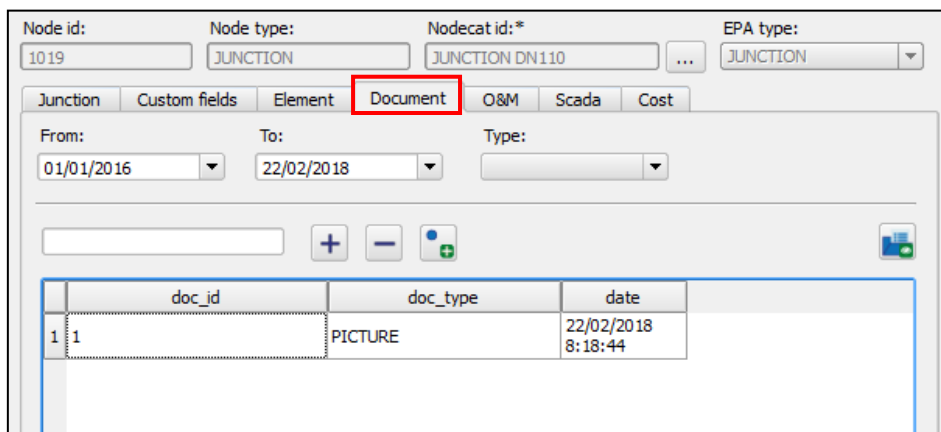 Node id: Node type: Nodecat id:* EPA type:
1019 JUNCTION JUNCTION DN110 ... JUNCTION
Junction Custom fields Element Document O&M Scada Cost
From: To: Type:
01/01/2016 22/02/2018
doc_id doc_type date
1 1 PICTURE 22/02/2018
8:18:44